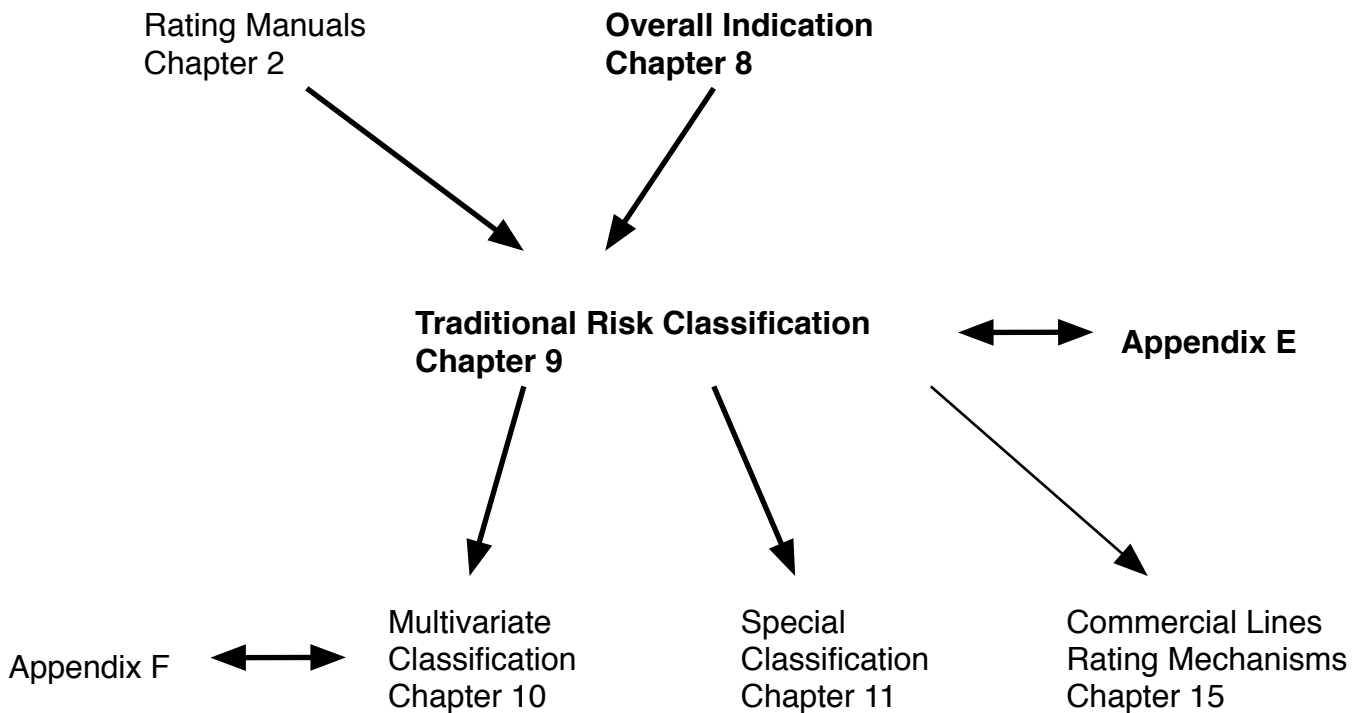 Rating Manuals
Chapter 2
Overall Indication
Chapter 8
Traditional Risk Classification
Chapter 9
Appendix E
Appendix F
Multivariate
Classification
Chapter 10
Special
Classification
Chapter 11
Commercial Lines
Rating Mechanisms
Chapter 15